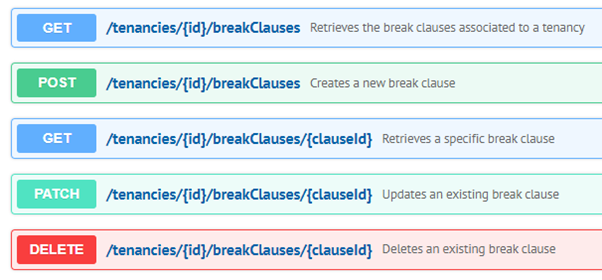 GET /tenancies/{id}/breakClauses Retrieves the break clauses associated to a tenancy
POST /tenancies/{id}/breakClauses Creates a new break clause
GET /tenancies/{id}/breakClauses/{clauseId} Retrieves a specific break clause
PATCH /tenancies/{id}/breakClauses/{clauseId} Updates an existing break clause
DELETE /tenancies/{id}/breakClauses/{clauseId} Deletes an existing break clause